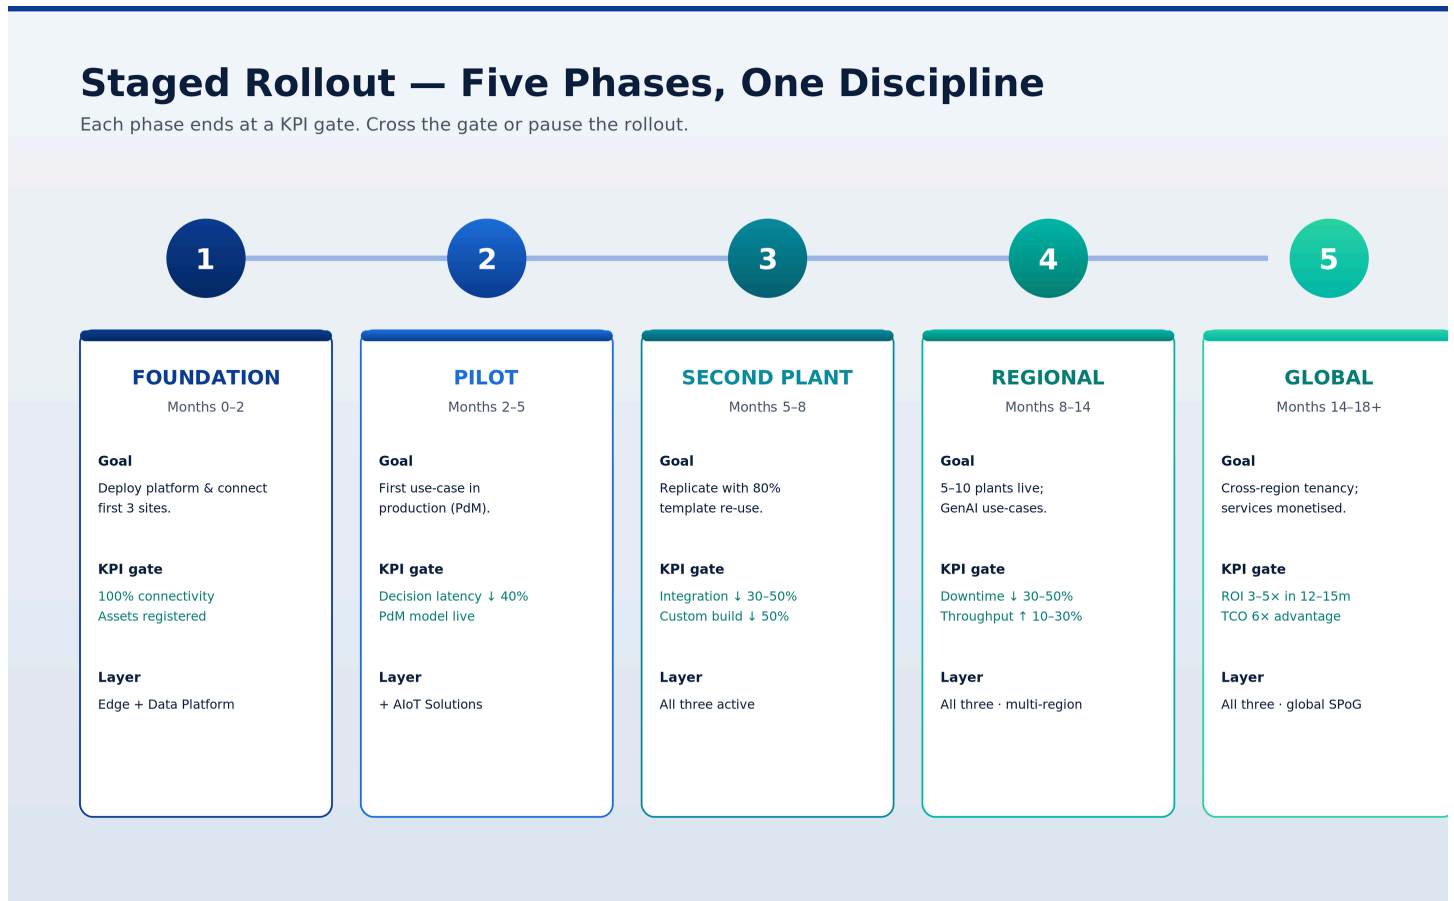 Staged Rollout — Five Phases, One Discipline
Each phase ends at a KPI gate. Cross the gate or pause the rollout.
1
2
3
4
5
FOUNDATION
Months 0–2
Goal
Deploy platform & connect
first 3 sites.
KPI gate
100% connectivity
Assets registered
Layer
Edge + Data Platform
PILOT
Months 2–5
Goal
First use-case in
production (PdM).
KPI gate
Decision latency ↓ 40%
PdM model live
Layer
+ AIoT Solutions
SECOND PLANT
Months 5–8
Goal
Replicate with 80%
template re-use.
KPI gate
Integration ↓ 30–50%
Custom build ↓ 50%
Layer
All three active
REGIONAL
Months 8–14
Goal
5–10 plants live;
GenAI use-cases.
KPI gate
Downtime ↓ 30–50%
Throughput ↑ 10–30%
Layer
All three · multi-region
GLOBAL
Months 14–18+
Goal
Cross-region tenancy;
services monetised.
KPI gate
ROI 3–5× in 12–15m
TCO 6× advantage
Layer
All three · global SPoG